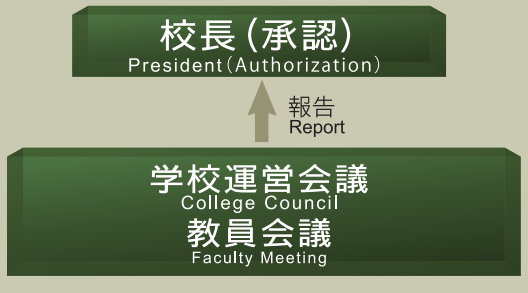 校長（承認）
President（Authorization）
報告
Report
学校運営会議
College Council
教員会議
Faculty Meeting